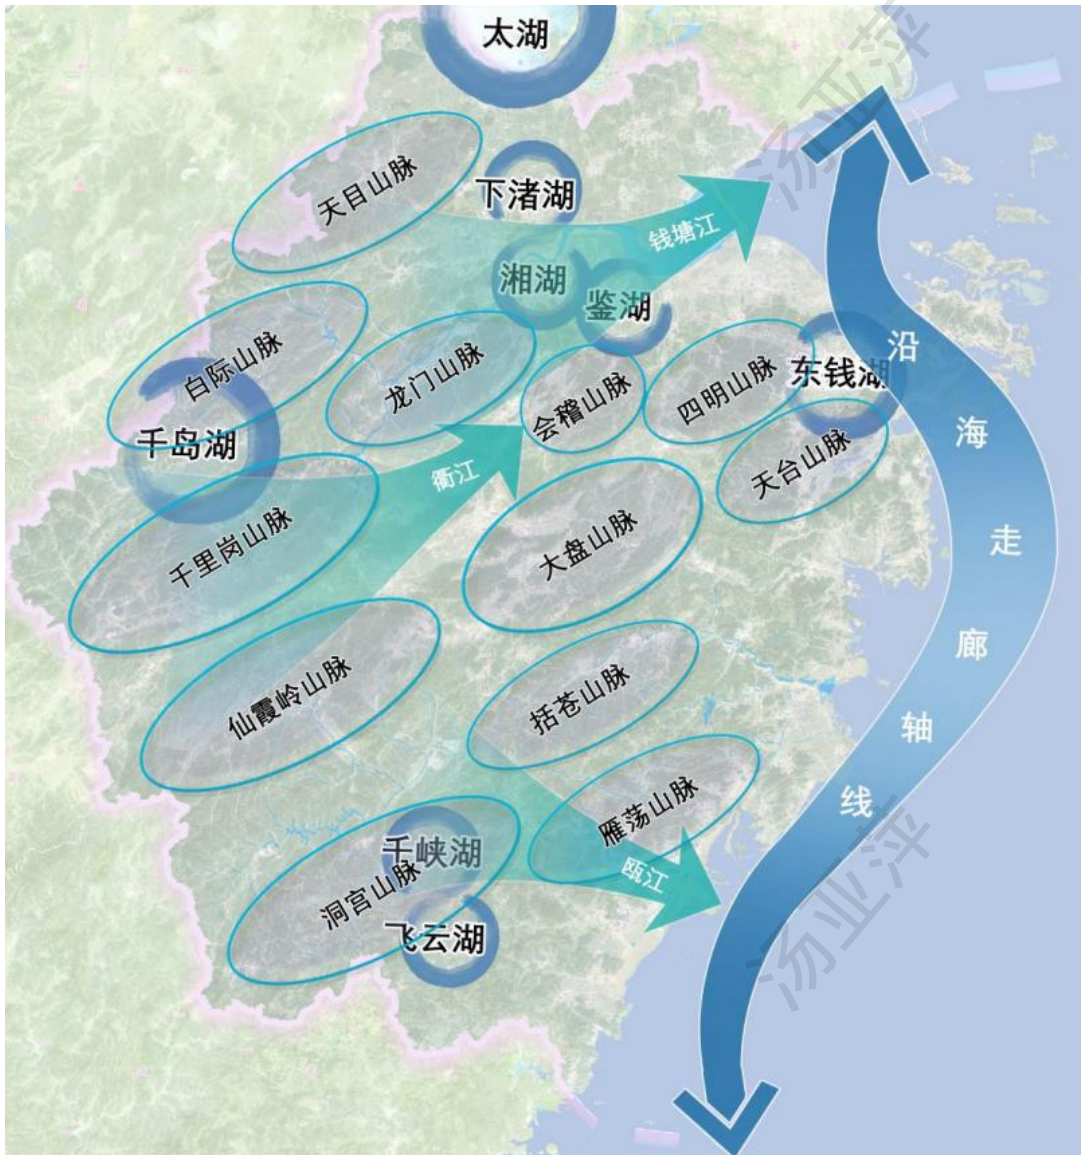 太湖
天目山脉
下渚湖
钱塘江
湘湖
鉴湖
白际山脉
龙门山脉
会稽山脉
四明山脉
东钱湖
千岛湖
衢江
天台山脉
千里岗山脉
大盘山脉
仙霞岭山脉
括苍山脉
雁荡山脉
千峡湖
瓯江
洞宫山脉
飞云湖
沿海走廊轴线
汤亚萍
汤亚萍